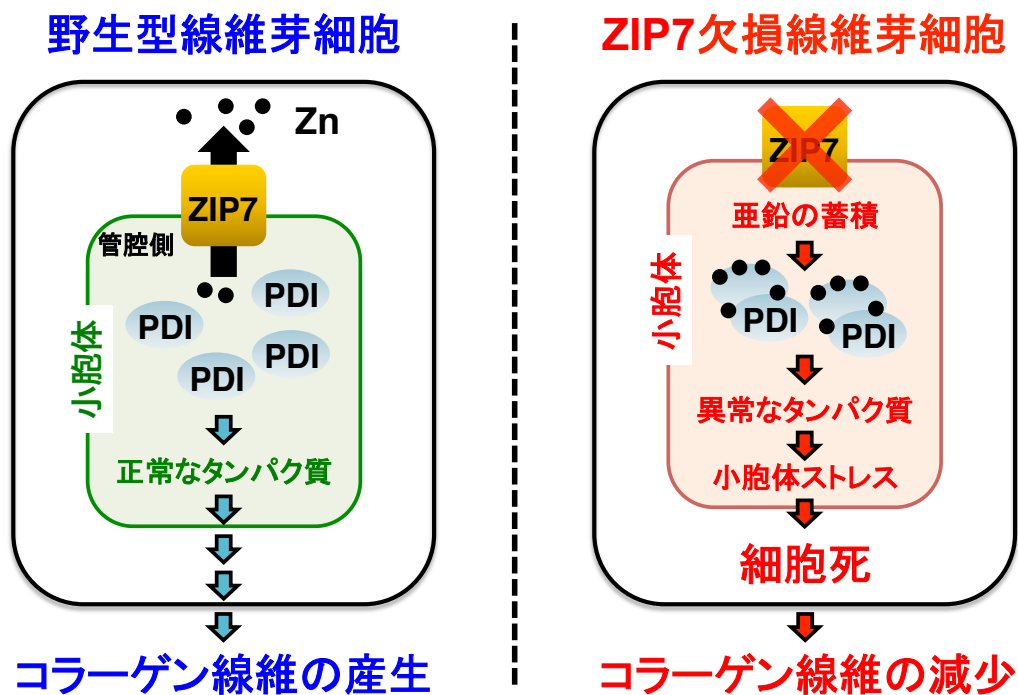 野生型線維芽細胞
Zn
ZIP7
管腔側
PDI
PDI
PDI
PDI
小胞体
正常なタンパク質
コラーゲン線維の産生
ZIP7欠損線維芽細胞
ZIP7
亜鉛の蓄積
小胞体
PDI
PDI
異常なタンパク質
小胞体ストレス
細胞死
コラーゲン線維の減少